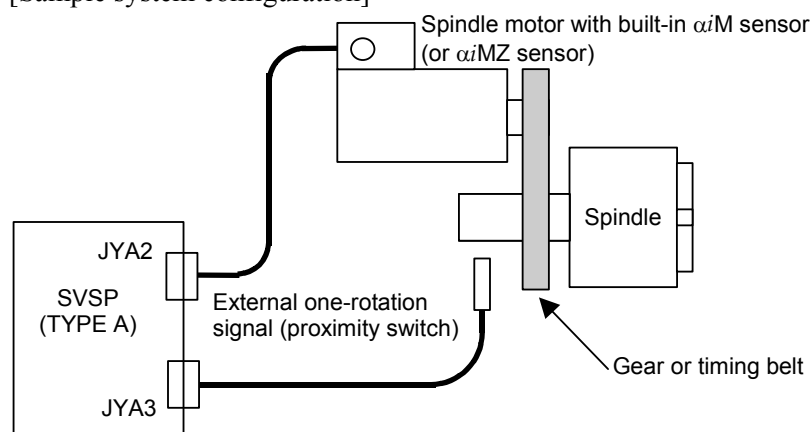 [Sample system configuration]
Spindle motor with built-in αiM sensor
(or αiMZ sensor)
Spindle
JYA2
SVSP
(TYPE A)
External one-rotation
signal (proximity switch)
Gear or timing belt
JYA3